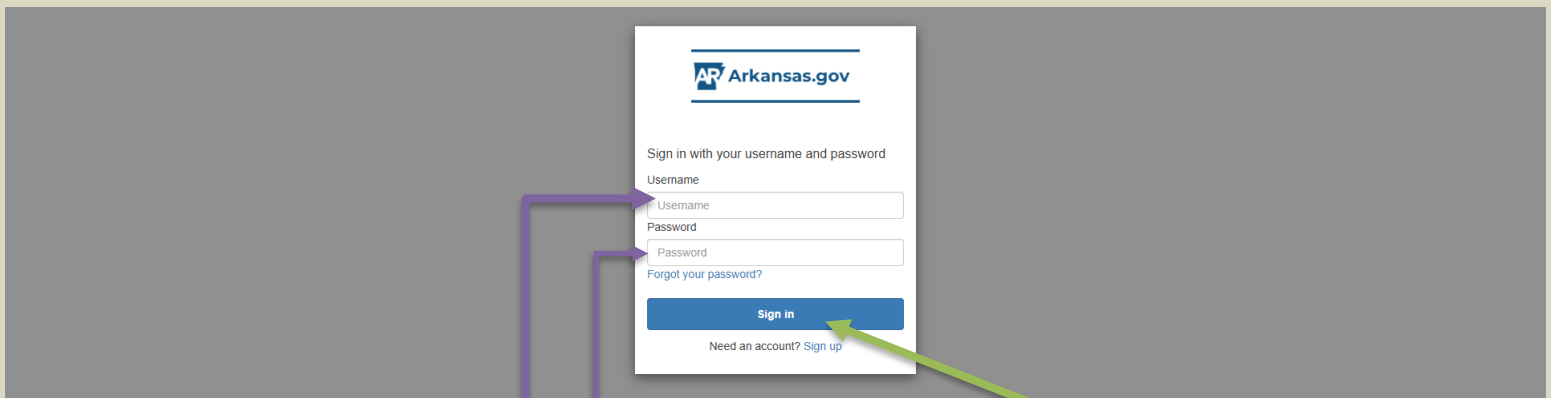 AR Arkansas.gov
Sign in with your username and password
Username
Username
Password
Password
Forgot your password?
Sign in
Need an account? Sign up